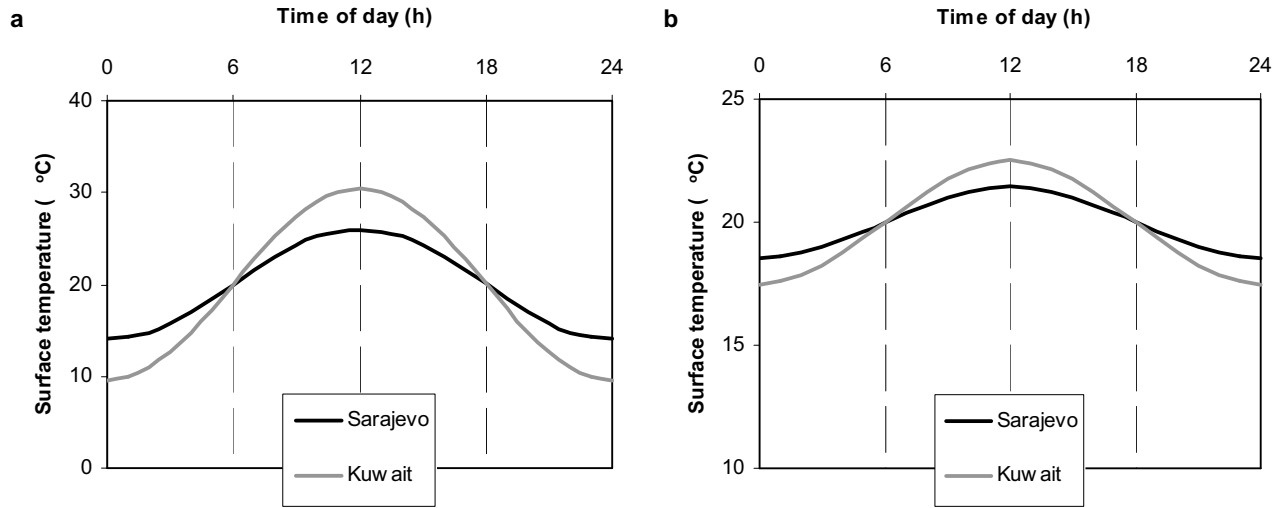 a
Time of day (h)
0 6 12 18 24
40
30
20
10
0
Surface temperature ( °C)
Sarajevo
Kuw ait
b
Time of day (h)
0 6 12 18 24
25
20
15
10
Surface temperature ( °C)
Sarajevo
Kuw ait